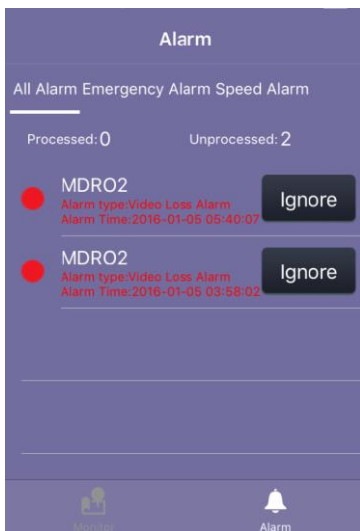 Alarm
All Alarm Emergency Alarm Speed Alarm
Processed:0 Unprocessed:2
MDRO2
Alarm type:Video Loss Alarm
Alarm Time:2016-01-05 05:40:07
Ignore
MDRO2
Alarm type:Video Loss Alarm
Alarm Time:2016-01-05 03:58:02
Ignore
Monitor Alarm